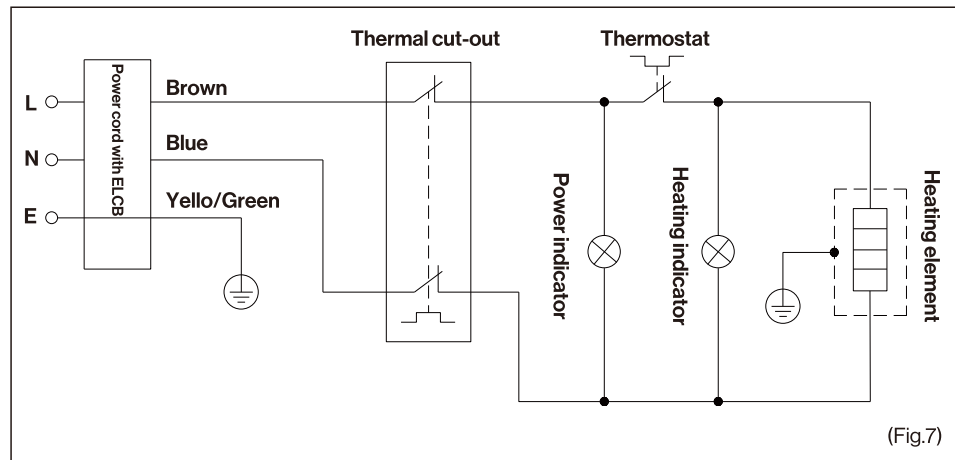 Thermal cut-out
Thermostat
Power cord with ELCB
L
Brown
N
Blue
E
Yello/Green
Power indicator
Heating indicator
Heating element
(Fig.7)